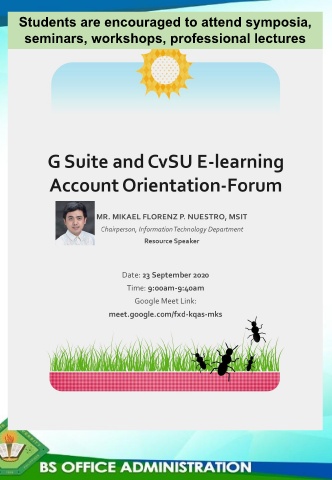 Students are encouraged to attend symposia,
seminars, workshops, professional lectures
G Suite and CvSU E-learning
Account Orientation-Forum
MR. MIKAEL FLORENZ P. NUESTRO, MSIT
Chairperson, Information Technology Department
Resource Speaker
Date: 23 September 2020
Time: 9:00am-9:40am
Google Meet Link:
meet.google.com/fxd-kqas-mks
BS OFFICE ADMINISTRATION